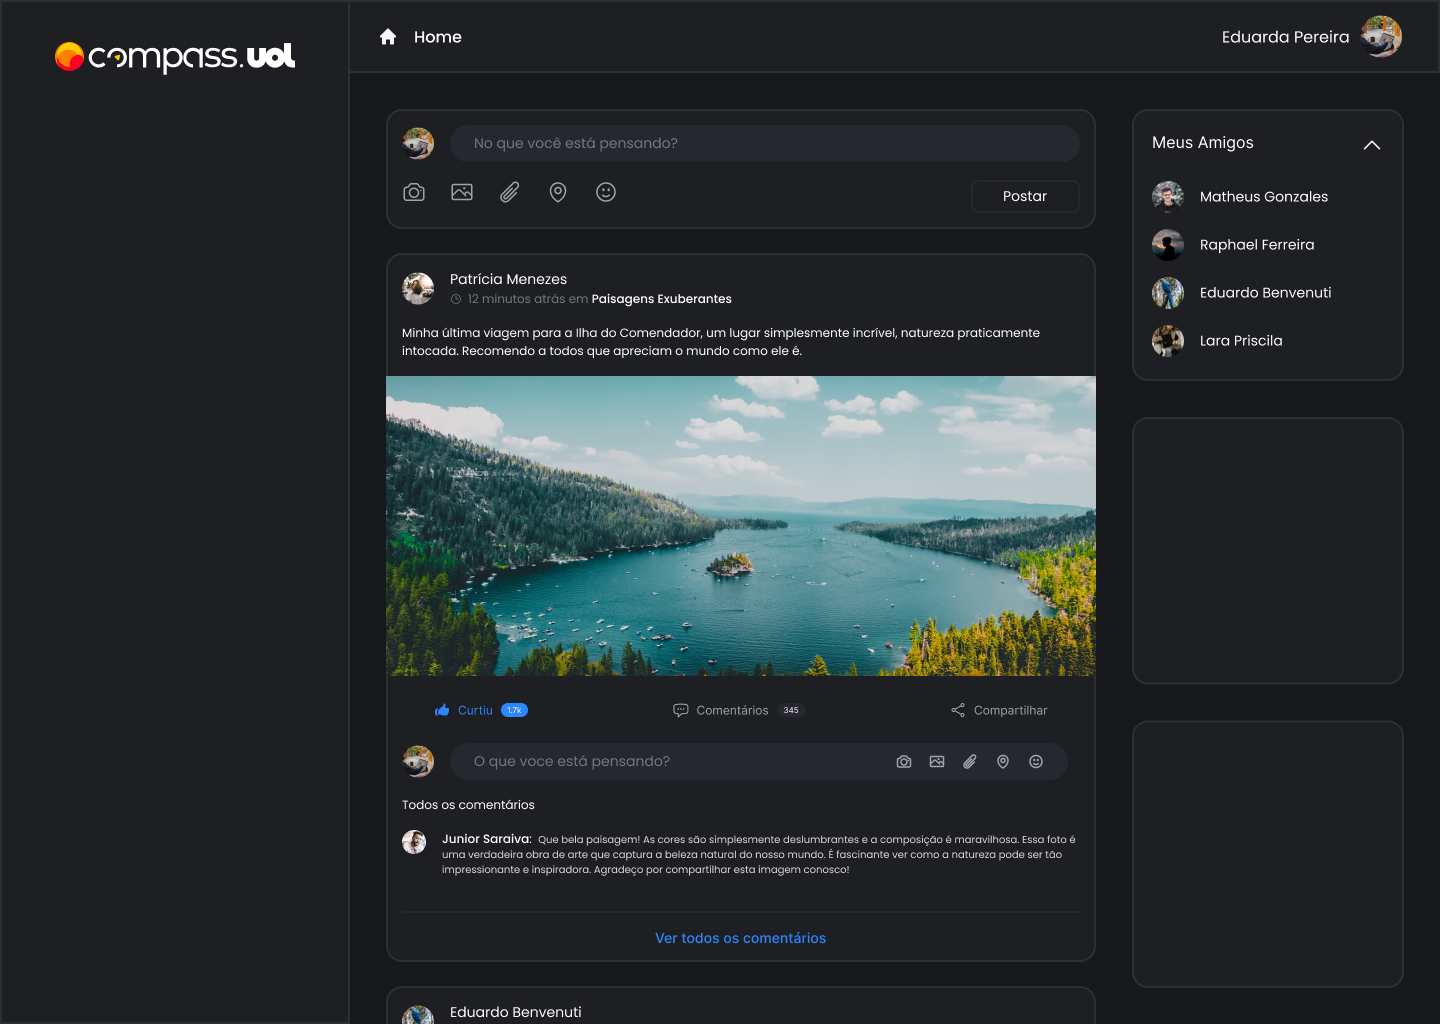 compass.uol
Home
Eduarda Pereira
No que você está pensando?
Postar
Patrícia Menezes
12 minutos atrás em Paisagens Exuberantes
Minha última viagem para a Ilha do Comendador, um lugar simplesmente incrível, natureza praticamente
intocada. Recomendo a todos que apreciam o mundo como ele é.
Curtiu 1.7k
Comentários 345
Compartilhar
O que voce está pensando?
Todos os comentários
Junior Saraiva: Que bela paisagem! As cores são simplesmente deslumbrantes e a composição é maravilhosa. Essa foto é
uma verdadeira obra de arte que captura a beleza natural do nosso mundo. É fascinante ver como a natureza pode ser tão
impressionante e inspiradora. Agradeço por compartilhar esta imagem conosco!
Ver todos os comentários
Eduardo Benvenuti
Meus Amigos
Matheus Gonzales
Raphael Ferreira
Eduardo Benvenuti
Lara Priscila